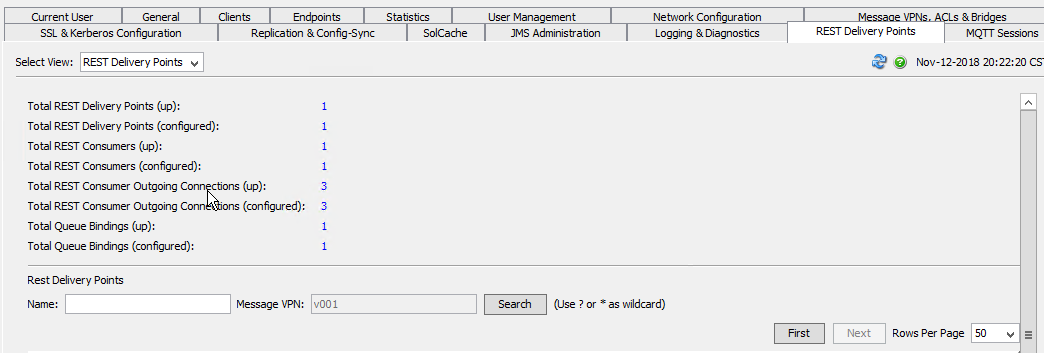 Current User General Clients Endpoints Statistics User Management Network Configuration Message VPNs, ACLs & Bridges
SSL & Kerberos Configuration Replication & Config-Sync SolCache JMS Administration Logging & Diagnostics REST Delivery Points MQTT Sessions
Select View: REST Delivery Points Nov-12-2018 20:22:20 CST
Total REST Delivery Points (up): 1
Total REST Delivery Points (configured): 1
Total REST Consumers (up): 1
Total REST Consumers (configured): 1
Total REST Consumer Outgoing Connections (up): 3
Total REST Consumer Outgoing Connections (configured): 3
Total Queue Bindings (up): 1
Total Queue Bindings (configured): 1
Rest Delivery Points
Name: Message VPN: v001 Search (Use ? or * as wildcard)
First Next Rows Per Page 50